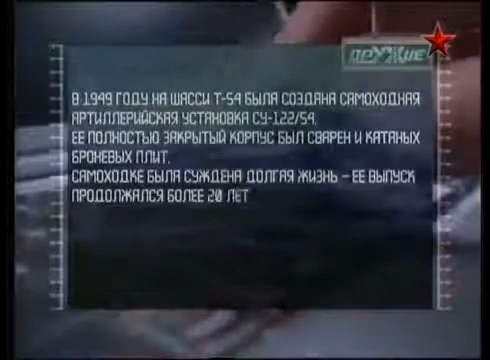 ОРУЖИЕ
В 1949 ГОДУ НА ШАССИ Т-54 БЫЛА СОЗДАНА САМОХОДНАЯ
АРТИЛЛЕРИЙСКАЯ УСТАНОВКА СУ-122/54.
ЕЕ ПОЛНОСТЬЮ ЗАКРЫТЫЙ КОРПУС БЫЛ СВАРЕН И КАТАНЫХ
БРОНЕВЫХ ПЛИТ.
САМОХОДКЕ БЫЛА СУЖДЕНА ДОЛГАЯ ЖИЗНЬ – ЕЕ ВЫПУСК
ПРОДОЛЖАЛСЯ БОЛЕЕ 20 ЛЕТ